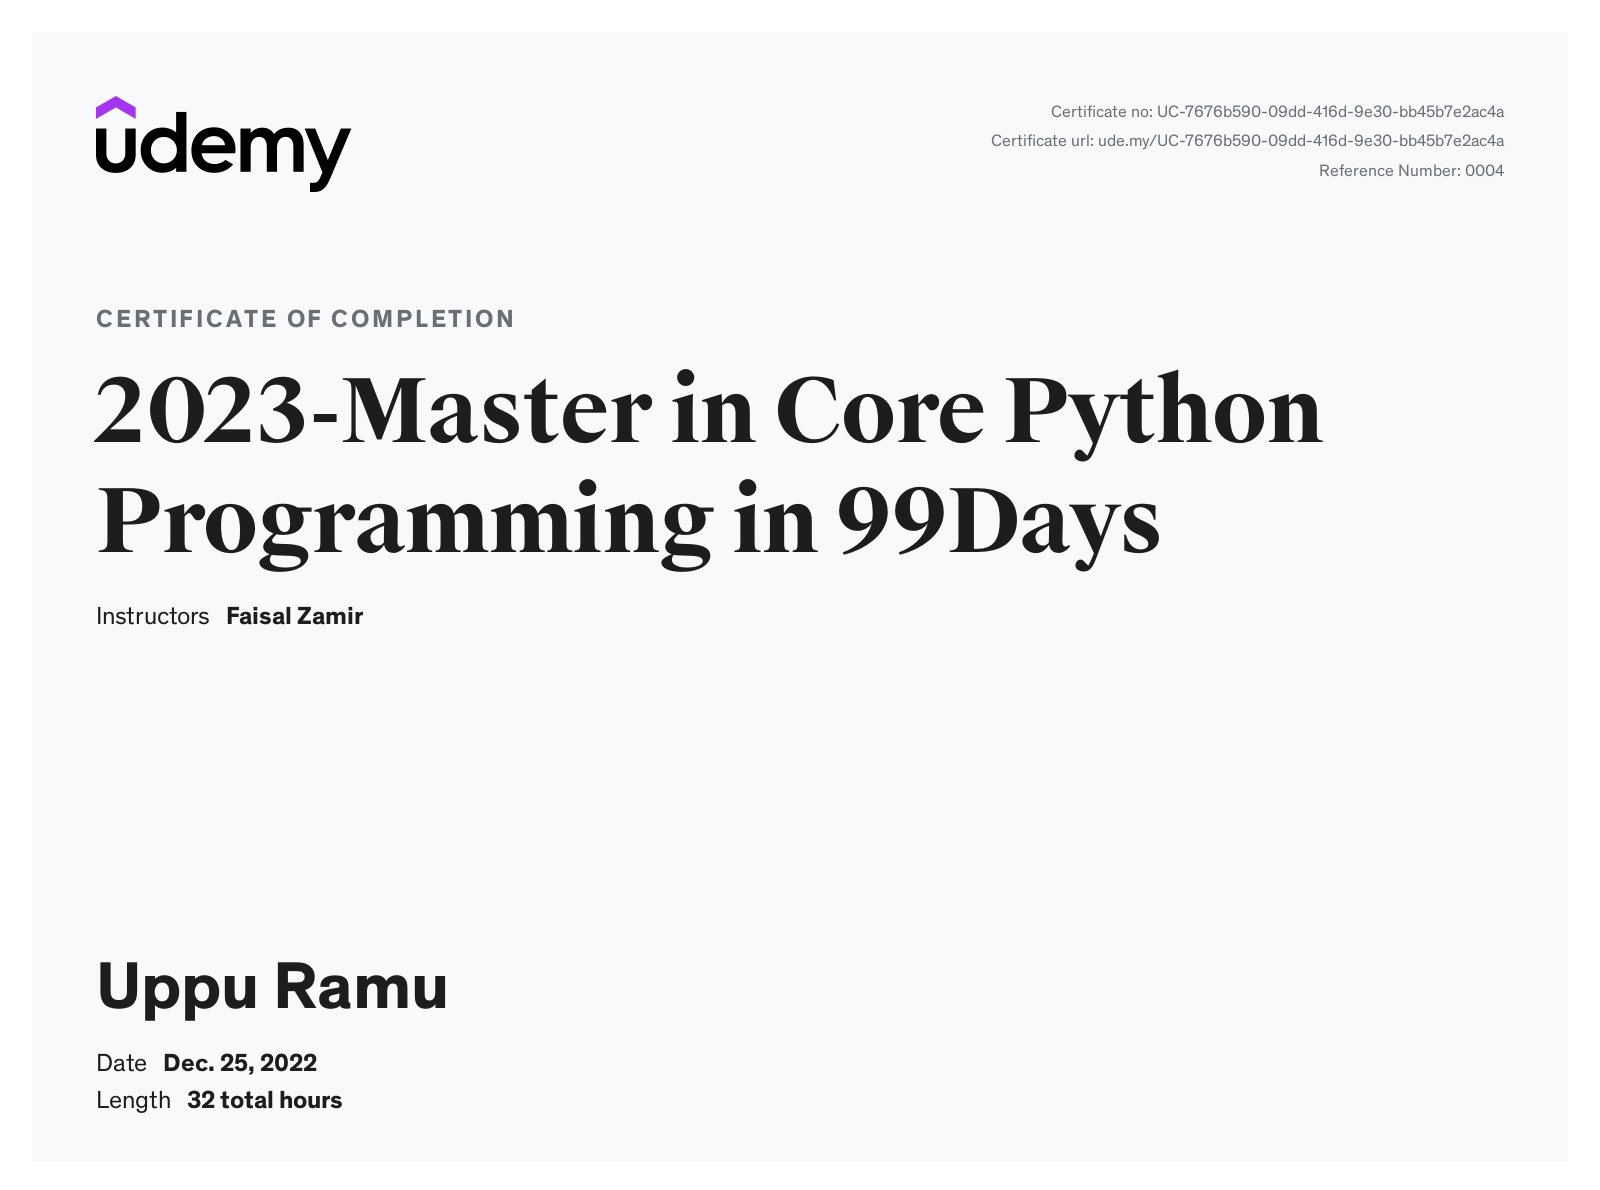 udemy
Certificate no: UC-7676b590-09dd-416d-9e30-bb45b7e2ac4a
Certificate url: ude.my/UC-7676b590-09dd-416d-9e30-bb45b7e2ac4a
Reference Number: 0004
CERTIFICATE OF COMPLETION
2023-Master in Core Python
Programming in 99Days
Instructors Faisal Zamir
Uppu Ramu
Date Dec. 25, 2022
Length 32 total hours